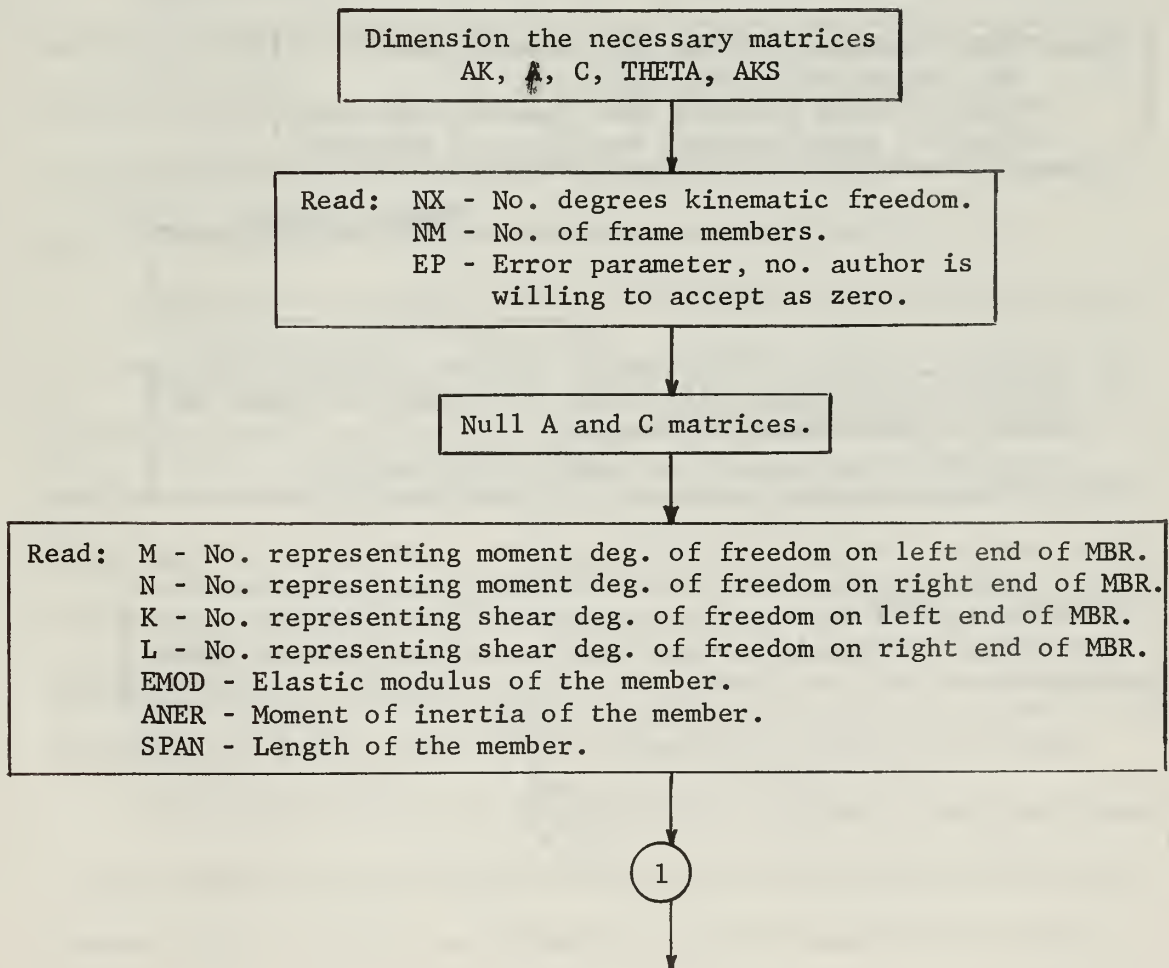 Dimension the necessary matrices
AK, A, C, THETA, AKS
Read: NX - No. degrees kinematic freedom.
NM - No. of frame members.
EP - Error parameter, no. author is
willing to accept as zero.
Null A and C matrices.
Read: M - No. representing moment deg. of freedom on left end of MBR.
N - No. representing moment deg. of freedom on right end of MBR.
K - No. representing shear deg. of freedom on left end of MBR.
L - No. representing shear deg. of freedom on right end of MBR.
EMOD - Elastic modulus of the member.
ANER - Moment of inertia of the member.
SPAN - Length of the member.
1